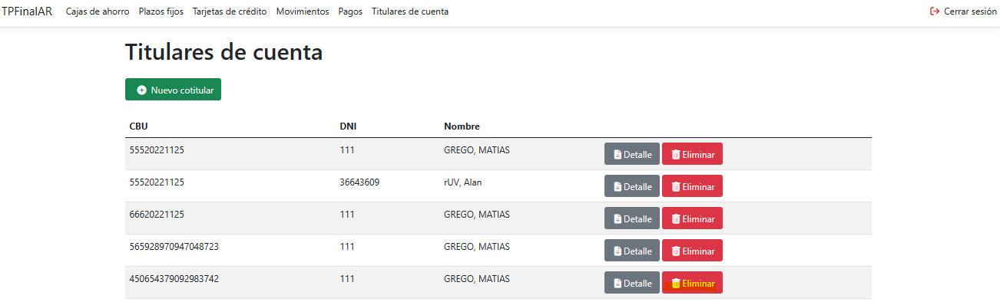 TPFinalAR Cajas de ahorro Plazos fijos Tarjetas de crédito Movimientos Pagos Titulares de cuenta Cerrar sesión
Titulares de cuenta
Nuevo cotitular
CBU DNI Nombre
55520221125 111 GREGO, MATIAS Detalle Eliminar
55520221125 36643609 rUV, Alan Detalle Eliminar
66620221125 111 GREGO, MATIAS Detalle Eliminar
565928970947048723 111 GREGO, MATIAS Detalle Eliminar
450654379092983742 111 GREGO, MATIAS Detalle Eliminar